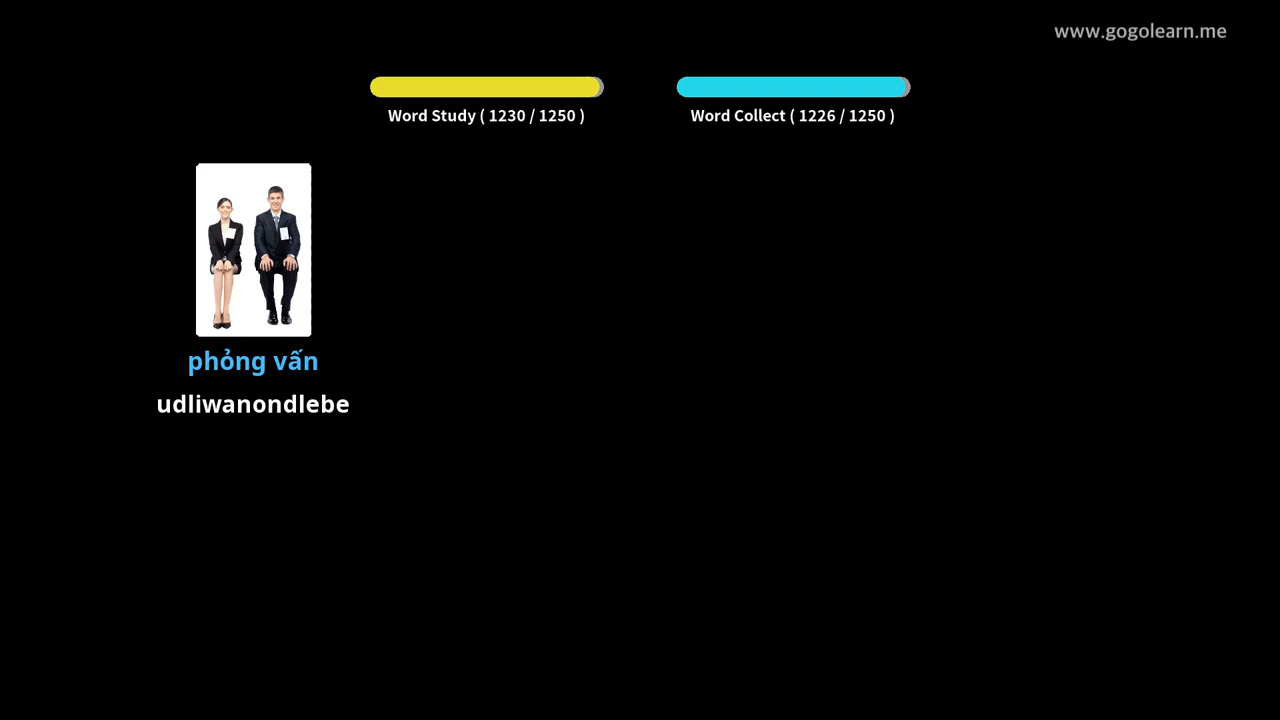 www.gogolearn.me
Word Study ( 1230 / 1250 )
Word Collect ( 1226 / 1250 )
phỏng vấn
udliwanondlebe